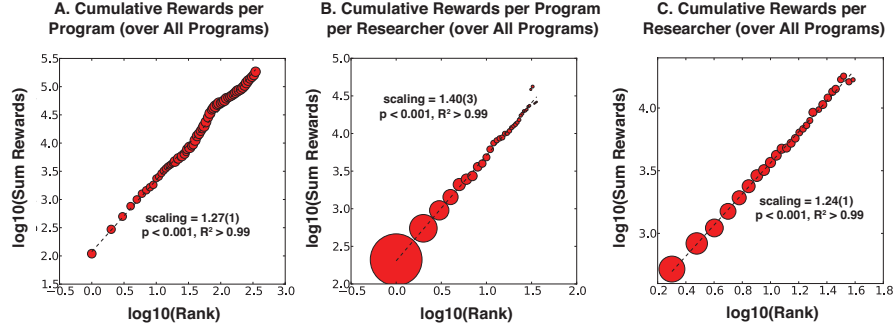 A. Cumulative Rewards per
Program (over All Programs)
5.5
5.0
4.5
4.0
3.5
3.0
2.5
2.0
1.5
log10(Sum Rewards)
scaling = 1.27(1)
p < 0.001, R² > 0.99
−0.5 0.0 0.5 1.0 1.5 2.0 2.5 3.0
log10(Rank)
B. Cumulative Rewards per Program
per Researcher (over All Programs)
5.0
4.5
4.0
3.5
3.0
2.5
2.0
log10(Sum Rewards)
scaling = 1.40(3)
p < 0.001, R² > 0.99
−0.5 0.0 0.5 1.0 1.5 2.0
log10(Rank)
C. Cumulative Rewards per
Researcher (over All Programs)
4.0
3.5
3.0
log10(Sum Rewards)
scaling = 1.24(1)
p < 0.001, R² > 0.99
0.2 0.4 0.6 0.8 1.0 1.2 1.4 1.6 1.8
log10(Rank)